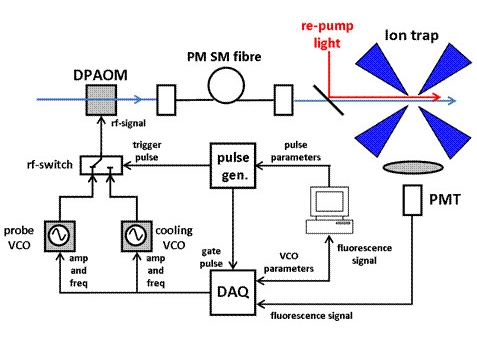 re-pump
light
Ion trap
PM SM fibre
DPAOM
rf-signal
rf-switch
trigger
pulse
pulse
gen.
pulse
parameters
PMT
probe
VCO
cooling
VCO
amp
and
freq
amp
and
freq
gate
pulse
VCO
parameters
fluorescence
signal
DAQ
fluorescence signal